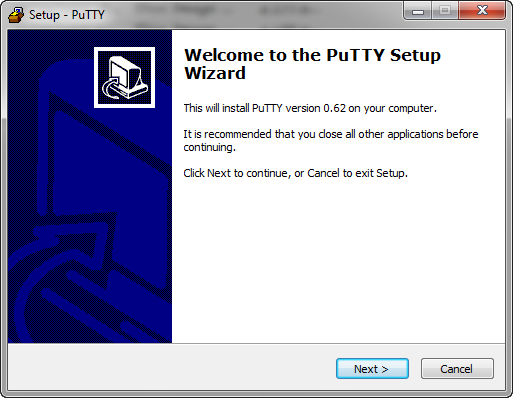 Setup - PuTTY
Welcome to the PuTTY Setup
Wizard
This will install PuTTY version 0.62 on your computer.
It is recommended that you close all other applications before
continuing.
Click Next to continue, or Cancel to exit Setup.
Next >
Cancel